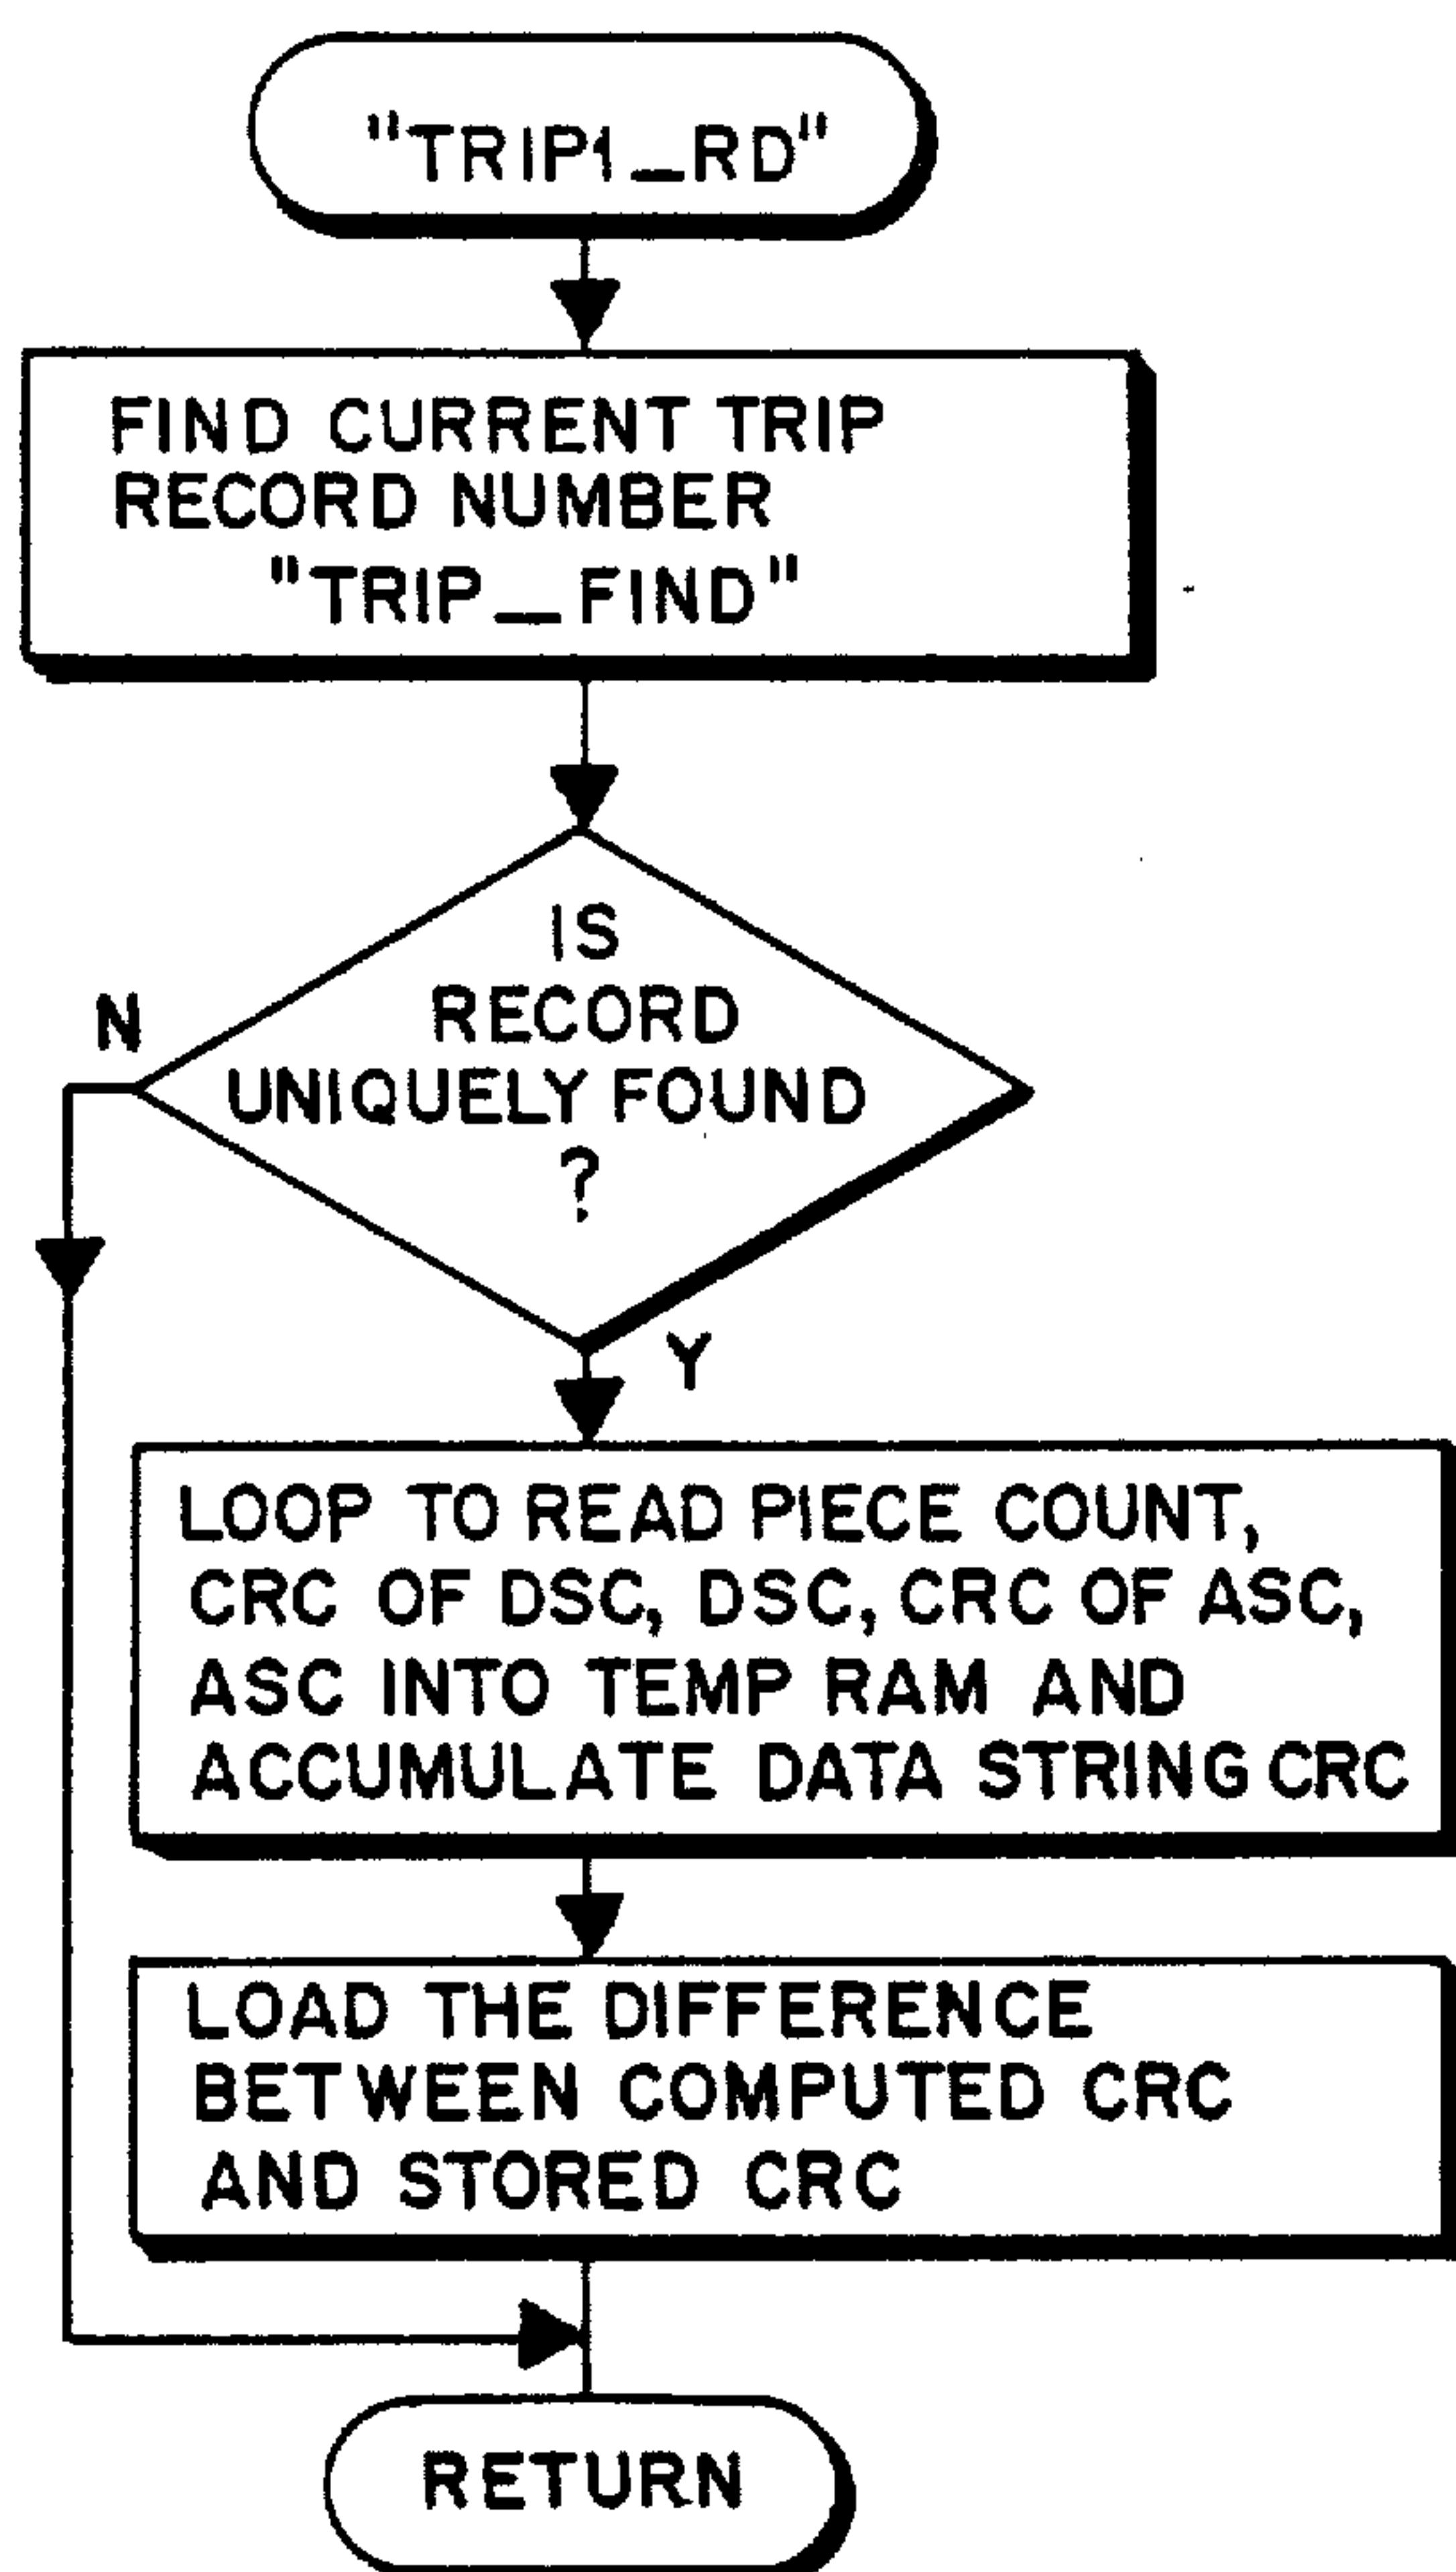 "TRIP1_RD"
FIND CURRENT TRIP
RECORD NUMBER
"TRIP_FIND"
IS
RECORD
UNIQUELY FOUND
?
N
Y
LOOP TO READ PIECE COUNT,
CRC OF DSC, DSC, CRC OF ASC,
ASC INTO TEMP RAM AND
ACCUMULATE DATA STRING CRC
LOAD THE DIFFERENCE
BETWEEN COMPUTED CRC
AND STORED CRC
RETURN